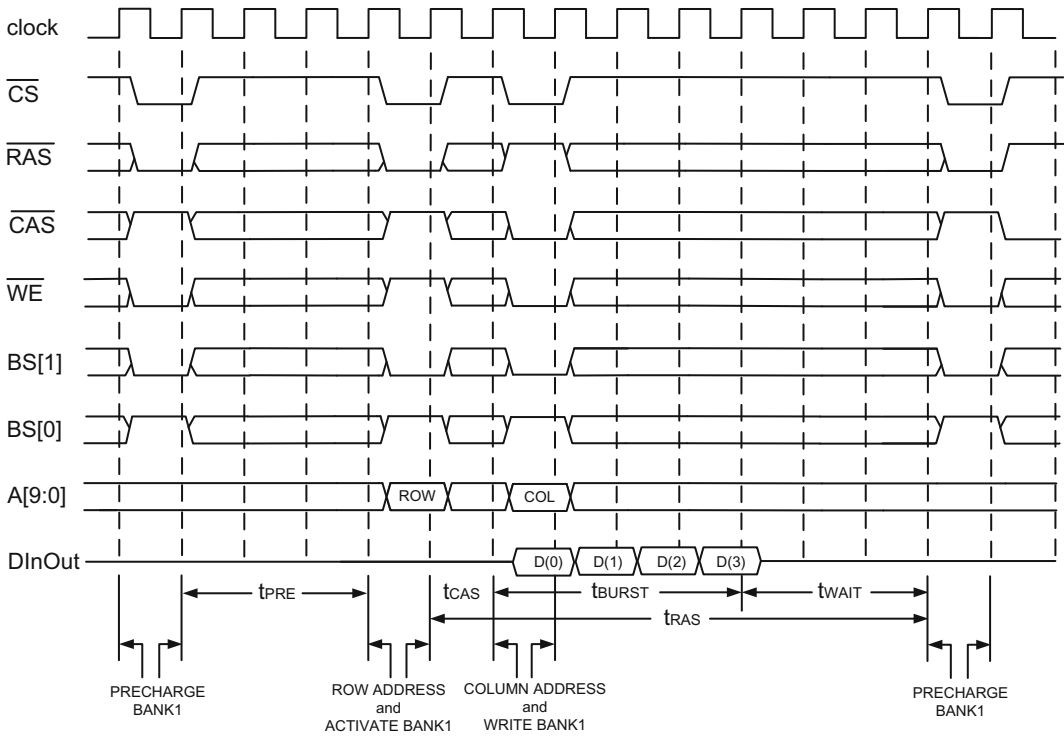 clock
CS
RAS
CAS
WE
BS[1]
BS[0]
A[9:0]
ROW
COL
DInOut
D(0)
D(1)
D(2)
D(3)
tPRE
tCAS
tBURST
tWAIT
tRAS
PRECHARGE
BANK1
ROW ADDRESS
and
ACTIVATE BANK1
COLUMN ADDRESS
and
WRITE BANK1
PRECHARGE
BANK1